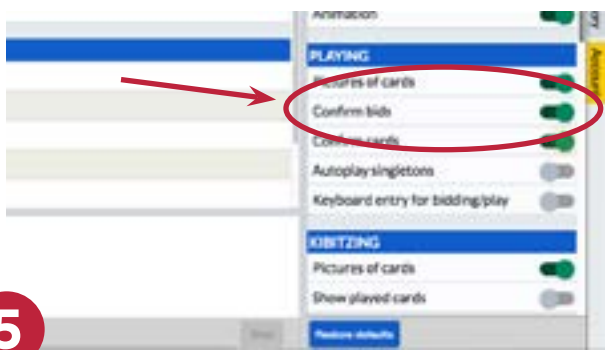 Animation
PLAYING
Pictures of cards
Confirm bids
Confirm cards
Autoplay singletons
Keyboard entry for bidding/play
KIBITZING
Pictures of cards
Show played cards
Restore defaults
5
Account